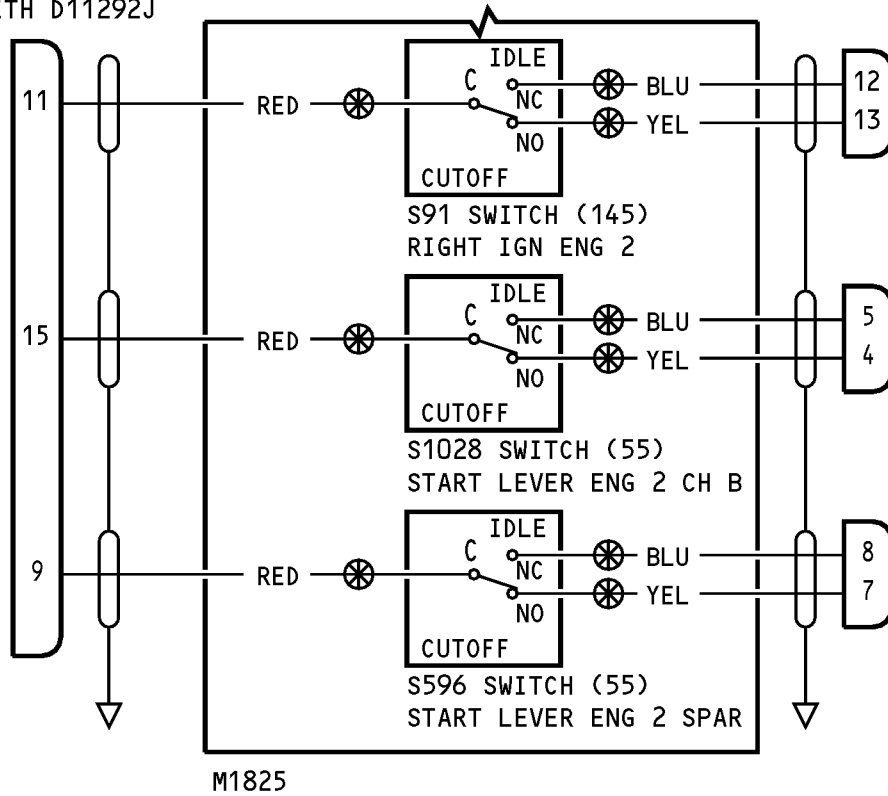 D11292J
IDLE
C
11
RED
NC
BLU
12
YEL
13
NO
CUTOFF
S91 SWITCH (145)
RIGHT IGN ENG 2
IDLE
C
15
RED
NC
BLU
5
YEL
4
NO
CUTOFF
S1028 SWITCH (55)
START LEVER ENG 2 CH B
IDLE
C
9
RED
NC
BLU
8
YEL
7
NO
CUTOFF
S596 SWITCH (55)
START LEVER ENG 2 SPAR
M1825